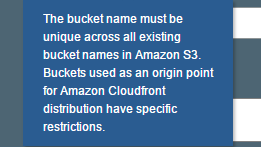 The bucket name must be
unique across all existing
bucket names in Amazon S3.
Buckets used as an origin point
for Amazon Cloudfront
distribution have specific
restrictions.